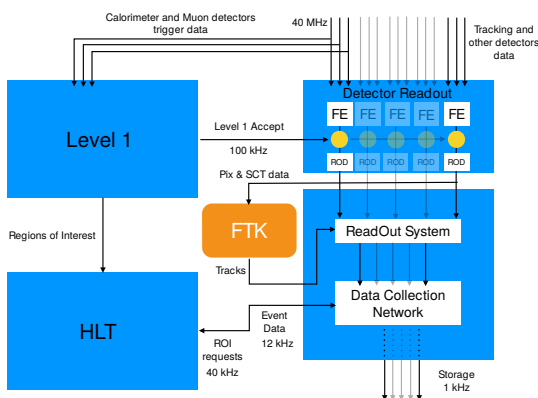 Calorimeter and Muon detectors
trigger data
40 MHz
Tracking and
other detectors
data
Detector Readout
FE
FE
FE
FE
FE
Level 1
Level 1 Accept
100 kHz
ROD
ROD
ROD
ROD
ROD
Pix & SCT data
FTK
ReadOut System
Regions of Interest
Tracks
HLT
Data Collection
Network
Event
Data
12 kHz
ROI
requests
40 kHz
Storage
1 kHz